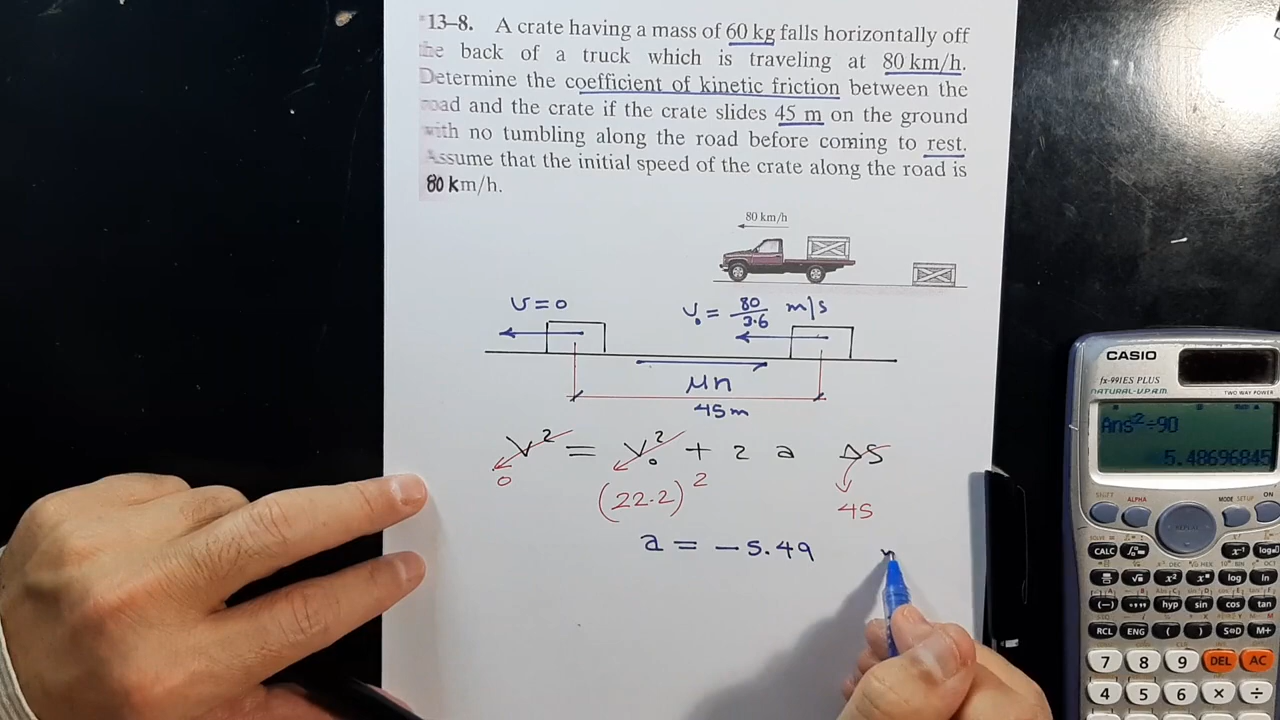 *13–8. A crate having a mass of 60 kg falls horizontally off
the back of a truck which is traveling at 80 km/h.
Determine the coefficient of kinetic friction between the
road and the crate if the crate slides 45 m on the ground
with no tumbling along the road before coming to rest.
Assume that the initial speed of the crate along the road is
80 km/h.
80 km/h
V = 0
V. = 80/3.6 m/s
μn
45m
V² = V.² + 2 a ΔS
0
(22.2)²
45
a = - 5.49
CASIO
fx-991ES PLUS
NATURAL-V.P.A.M.
TWO WAY POWER
Ans²÷90
5.48696845
SHIFT ALPHA MODE SETUP ON
CALC x⁻¹
x² log ln
(−) hyp sin cos tan
RCL ENG ( ) S⇔D M+
7 8 9 DEL AC
4 5 6 × ÷